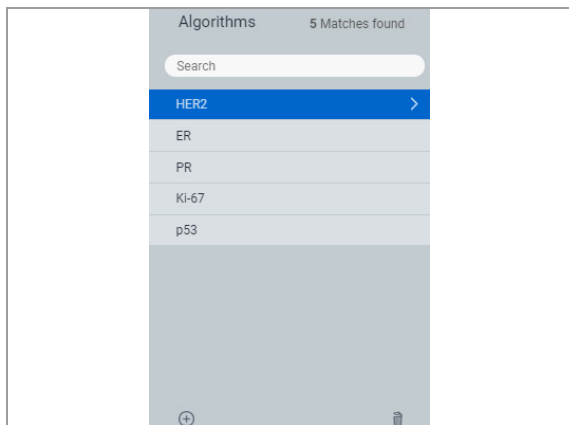 Algorithms 5 Matches found
Search
HER2
ER
PR
Ki-67
p53